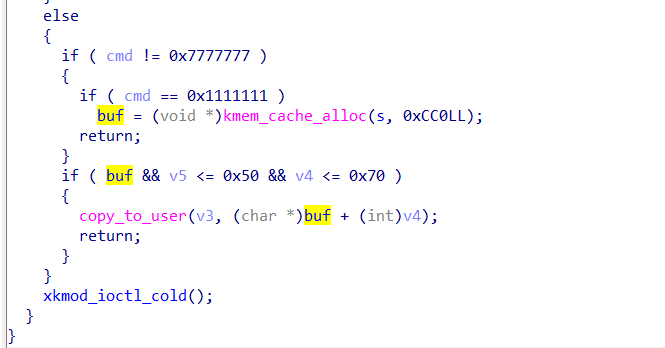 else
{
if ( cmd != 0x7777777 )
{
if ( cmd == 0x1111111 )
buf = (void *)kmem_cache_alloc(s, 0xCC0LL);
return;
}
if ( buf && v5 <= 0x50 && v4 <= 0x70 )
{
copy_to_user(v3, (char *)buf + (int)v4);
return;
}
}
xkmod_ioctl_cold();
}
}